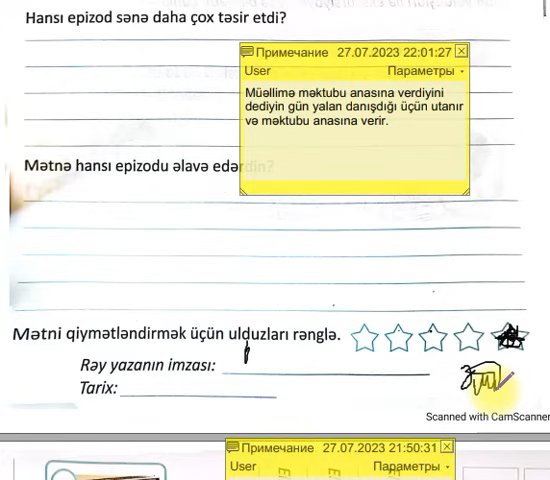 Hansı epizod sənə daha çox təsir etdi?
Примечание 27.07.2023 22:01:27
User Параметры
Müəllimə məktubu anasına verdiyini
dediyin gün yalan danışdığı üçün utanır
və məktubu anasına verir.
Mətnə hansı epizodu əlavə edərdin?
Mətni qiymətləndirmək üçün ulduzları rənglə.
Rəy yazanın imzası:
Tarix:
Scanned with CamScanner
Примечание 27.07.2023 21:50:31
User Параметры